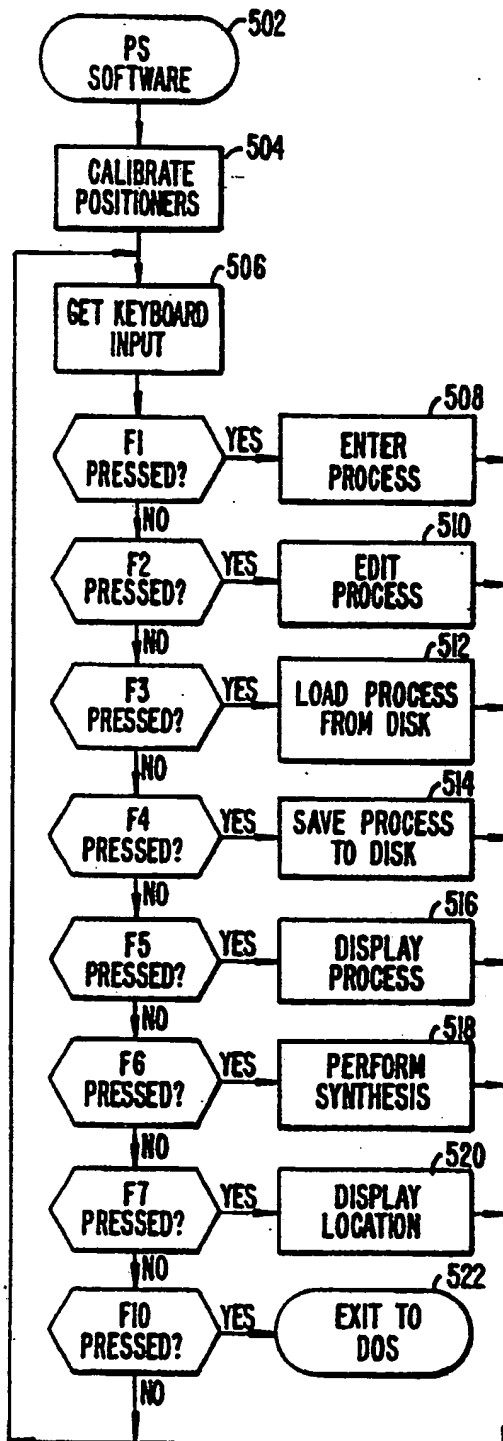 502
PS
SOFTWARE
504
CALIBRATE
POSITIONERS
506
GET KEYBOARD
INPUT
508
F1
PRESSED?
YES
ENTER
PROCESS
NO
510
F2
PRESSED?
YES
EDIT
PROCESS
NO
512
F3
PRESSED?
YES
LOAD PROCESS
FROM DISK
NO
514
F4
PRESSED?
YES
SAVE PROCESS
TO DISK
NO
516
F5
PRESSED?
YES
DISPLAY
PROCESS
NO
518
F6
PRESSED?
YES
PERFORM
SYNTHESIS
NO
520
F7
PRESSED?
YES
DISPLAY
LOCATION
NO
522
F10
PRESSED?
YES
EXIT TO
DOS
NO